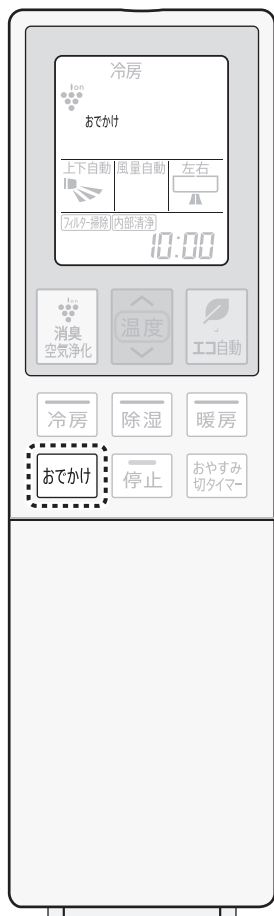 冷房
Ion
おでかけ
上下自動 風量自動 左右
フィルター掃除 内部清浄
10:00
Ion
消臭
空気浄化
温度
エコ自動
冷房 除湿 暖房
おでかけ 停止 おやすみ
切タイマー